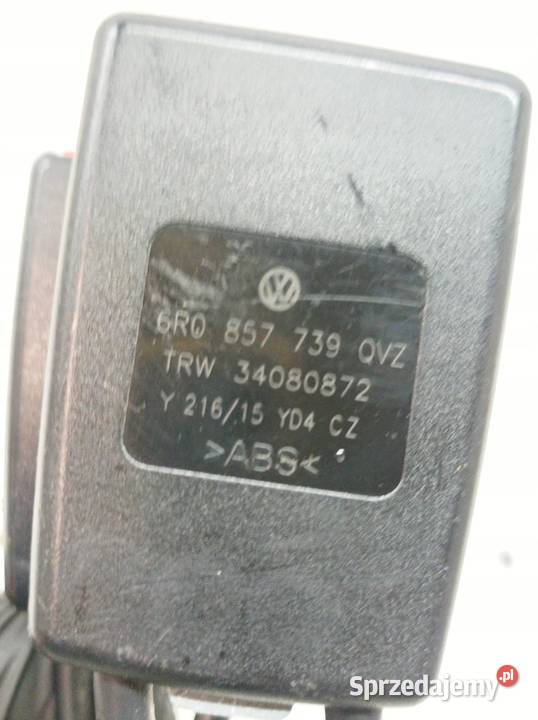 6R0 857 739 QVZ
TRW 34080872
Y 216/15 YD4 CZ
>ABS<
Sprzedajemy.pl